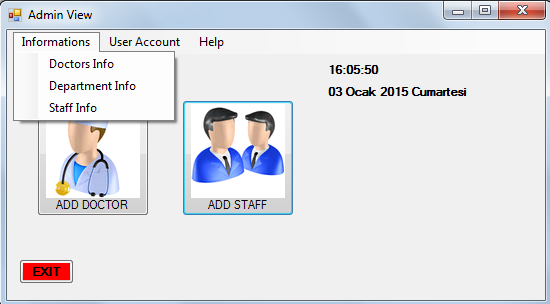 Admin View
Informations User Account Help
Doctors Info
Department Info
Staff Info
16:05:50
03 Ocak 2015 Cumartesi
ADD DOCTOR ADD STAFF
EXIT